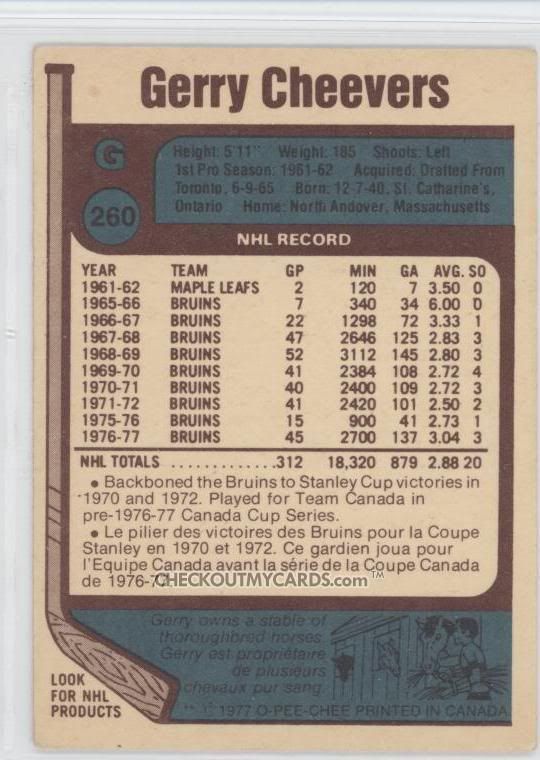 Gerry Cheevers
G
260
Height: 5'11" Weight: 185 Shoots: Left
1st Pro Season: 1961-62 Acquired: Drafted From
Toronto, 6-9-65 Born: 12-7-40, St. Catharine's,
Ontario Home: North Andover, Massachusetts
NHL RECORD
YEAR TEAM GP MIN GA AVG. SO
1961-62 MAPLE LEAFS 2 120 7 3.50 0
1965-66 BRUINS 7 340 34 6.00 0
1966-67 BRUINS 22 1298 72 3.33 1
1967-68 BRUINS 47 2646 125 2.83 3
1968-69 BRUINS 52 3112 145 2.80 3
1969-70 BRUINS 41 2384 108 2.72 4
1970-71 BRUINS 40 2400 109 2.72 3
1971-72 BRUINS 41 2420 101 2.50 2
1975-76 BRUINS 15 900 41 2.73 1
1976-77 BRUINS 45 2700 137 3.04 3
NHL TOTALS .............312 18,320 879 2.88 20
• Backboned the Bruins to Stanley Cup victories in
1970 and 1972. Played for Team Canada in
pre-1976-77 Canada Cup Series.
• Le pilier des victoires des Bruins pour la Coupe
Stanley en 1970 et 1972. Ce gardien joua pour
l'Equipe Canada avant la série de la Coupe Canada
de 1976-77.
CHECKOUTMYCARDS.com™
Gerry owns a stable of
thoroughbred horses.
Gerry est propriétaire
de plusieurs
chevaux pur sang.
LOOK
FOR NHL
PRODUCTS
** © 1977 O-PEE-CHEE PRINTED IN CANADA